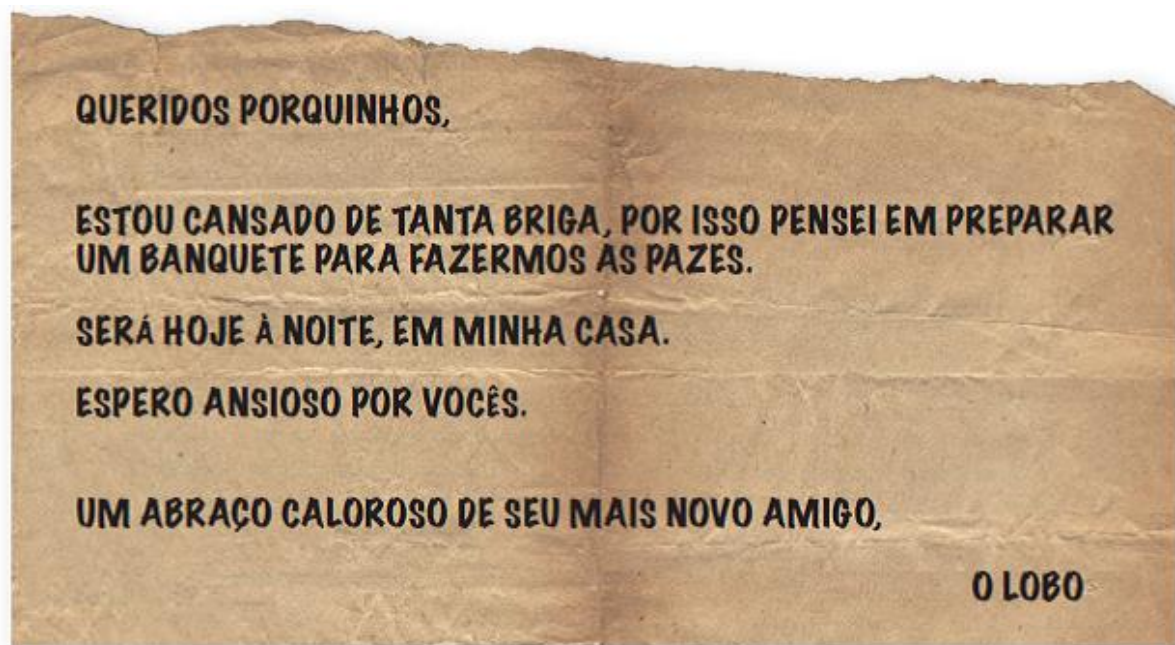 QUERIDOS PORQUINHOS,
ESTOU CANSADO DE TANTA BRIGA, POR ISSO PENSEI EM PREPARAR
UM BANQUETE PARA FAZERMOS AS PAZES.
SERÁ HOJE À NOITE, EM MINHA CASA.
ESPERO ANSIOSO POR VOCÊS.
UM ABRAÇO CALOROSO DE SEU MAIS NOVO AMIGO,
O LOBO